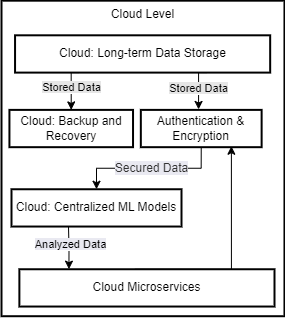 Cloud Level
Cloud: Long-term Data Storage
Stored Data
Stored Data
Cloud: Backup and
Recovery
Authentication &
Encryption
Secured Data
Cloud: Centralized ML Models
Analyzed Data
Cloud Microservices